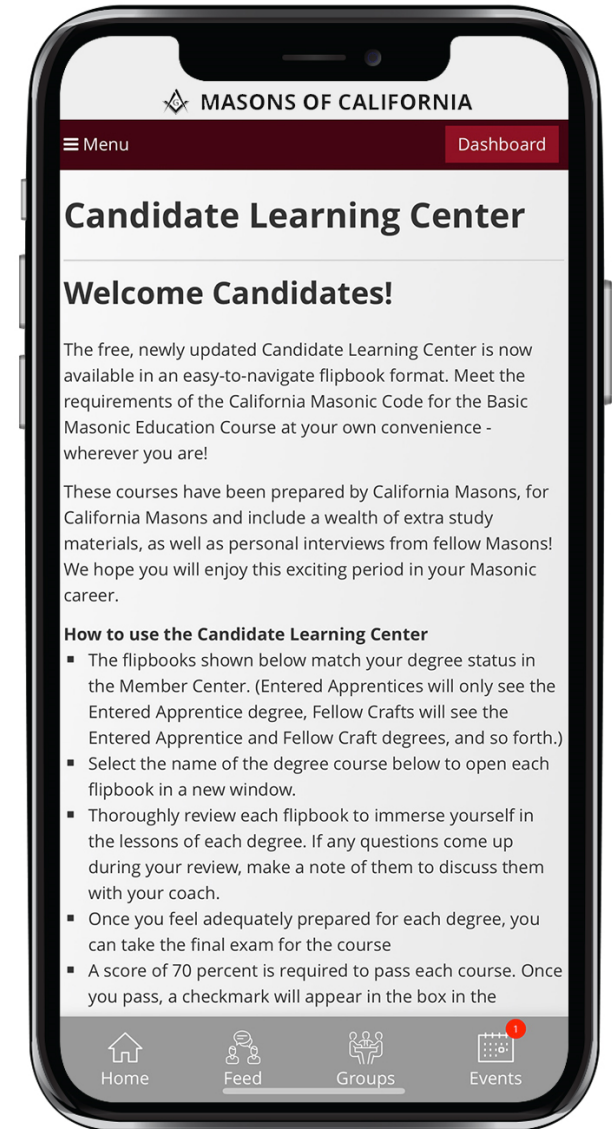 MASONS OF CALIFORNIA
Menu
Dashboard
Candidate Learning Center
Welcome Candidates!
The free, newly updated Candidate Learning Center is now
available in an easy-to-navigate flipbook format. Meet the
requirements of the California Masonic Code for the Basic
Masonic Education Course at your own convenience -
wherever you are!
These courses have been prepared by California Masons, for
California Masons and include a wealth of extra study
materials, as well as personal interviews from fellow Masons!
We hope you will enjoy this exciting period in your Masonic
career.
How to use the Candidate Learning Center
▪ The flipbooks shown below match your degree status in
the Member Center. (Entered Apprentices will only see the
Entered Apprentice degree, Fellow Crafts will see the
Entered Apprentice and Fellow Craft degrees, and so forth.)
▪ Select the name of the degree course below to open each
flipbook in a new window.
▪ Thoroughly review each flipbook to immerse yourself in
the lessons of each degree. If any questions come up
during your review, make a note of them to discuss them
with your coach.
▪ Once you feel adequately prepared for each degree, you
can take the final exam for the course
▪ A score of 70 percent is required to pass each course. Once
you pass, a checkmark will appear in the box in the
1
Home
Feed
Groups
Events